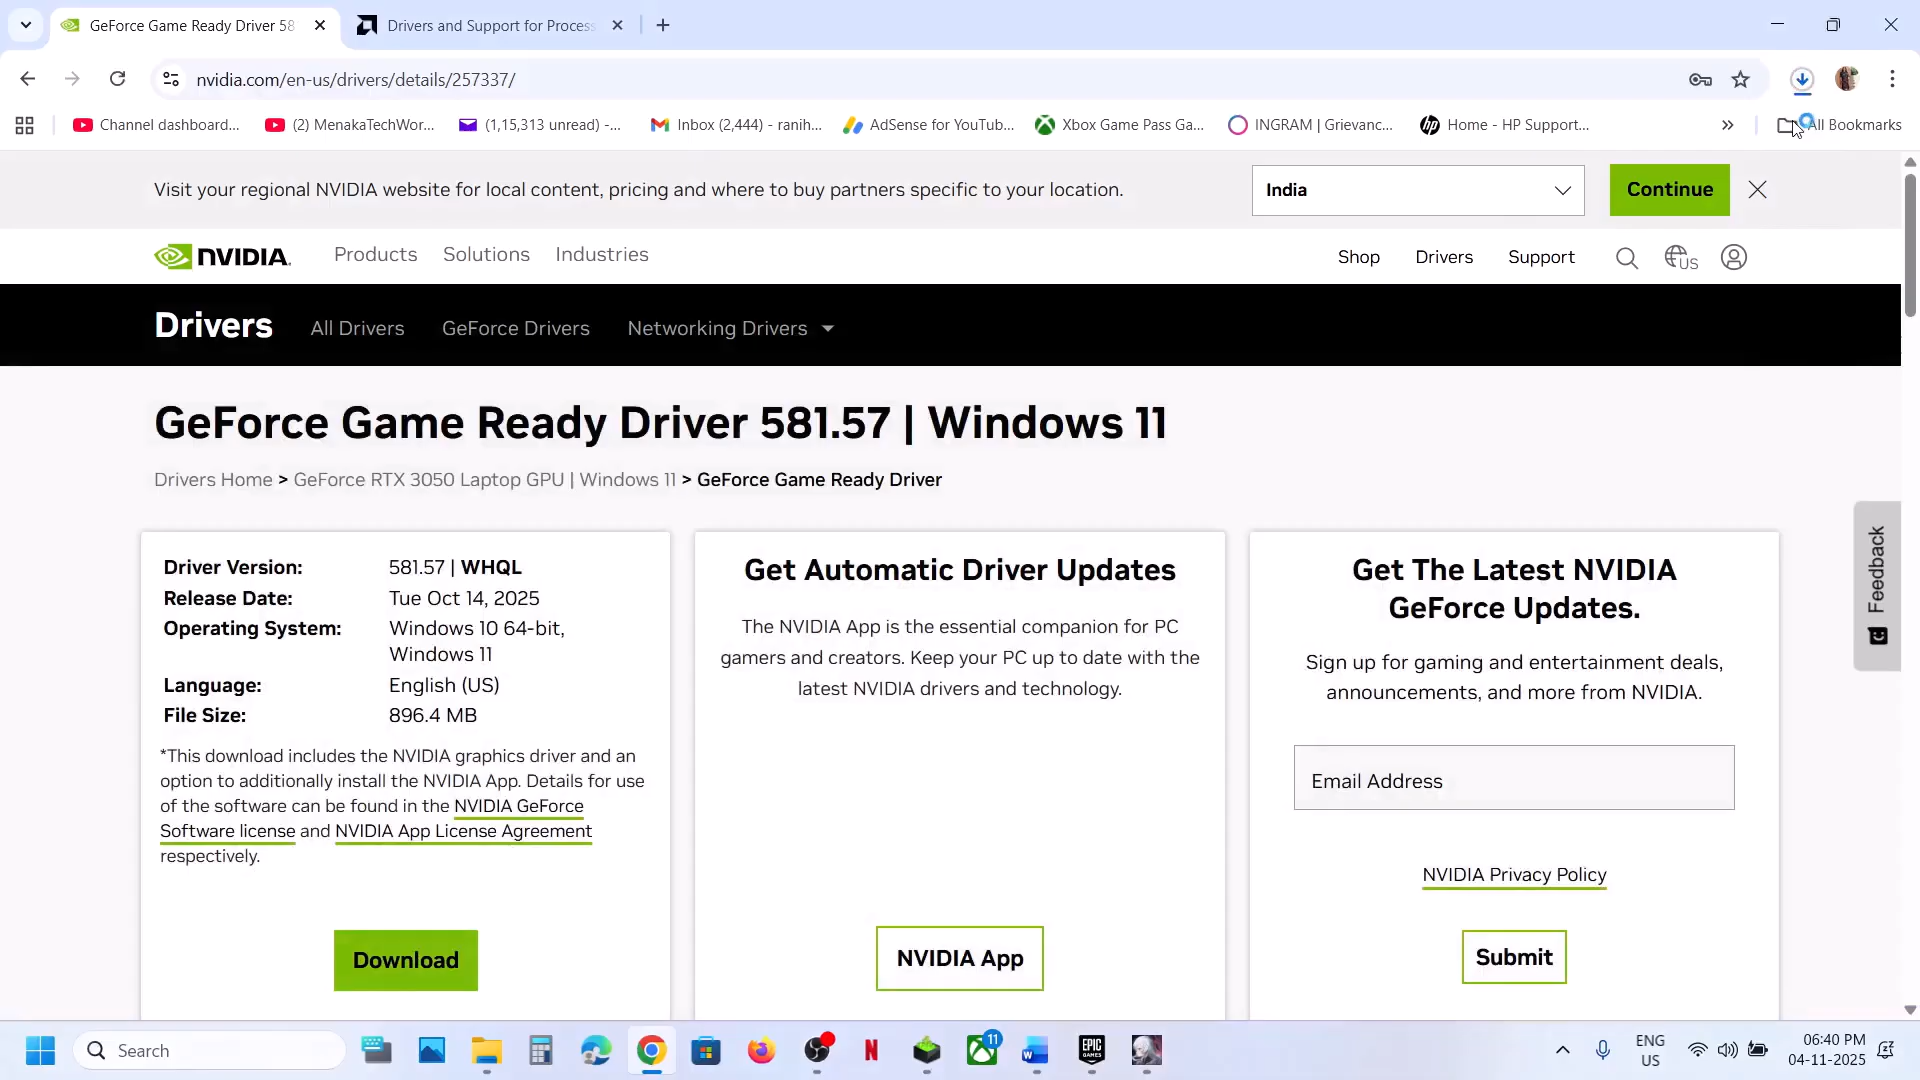 GeForce Game Ready Driver 58
Drivers and Support for Process
nvidia.com/en-us/drivers/details/257337/
Channel dashboard...
(2) MenakaTechWor...
(1,15,313 unread) -...
Inbox (2,444) - ranih...
AdSense for YouTub...
Xbox Game Pass Ga...
INGRAM | Grievanc...
Home - HP Support...
All Bookmarks
Visit your regional NVIDIA website for local content, pricing and where to buy partners specific to your location.
India
Continue
NVIDIA.
Products
Solutions
Industries
Shop
Drivers
Support
US
Drivers
All Drivers
GeForce Drivers
Networking Drivers
GeForce Game Ready Driver 581.57 | Windows 11
Drivers Home > GeForce RTX 3050 Laptop GPU | Windows 11 > GeForce Game Ready Driver
Driver Version: 581.57 | WHQL
Release Date: Tue Oct 14, 2025
Operating System: Windows 10 64-bit,
Windows 11
Language: English (US)
File Size: 896.4 MB
*This download includes the NVIDIA graphics driver and an
option to additionally install the NVIDIA App. Details for use
of the software can be found in the NVIDIA GeForce
Software license and NVIDIA App License Agreement
respectively.
Download
Get Automatic Driver Updates
The NVIDIA App is the essential companion for PC
gamers and creators. Keep your PC up to date with the
latest NVIDIA drivers and technology.
NVIDIA App
Get The Latest NVIDIA
GeForce Updates.
Sign up for gaming and entertainment deals,
announcements, and more from NVIDIA.
Email Address
NVIDIA Privacy Policy
Submit
Feedback
Search
N
11
W
EPIC
GAMES
ENG
US
06:40 PM
04-11-2025